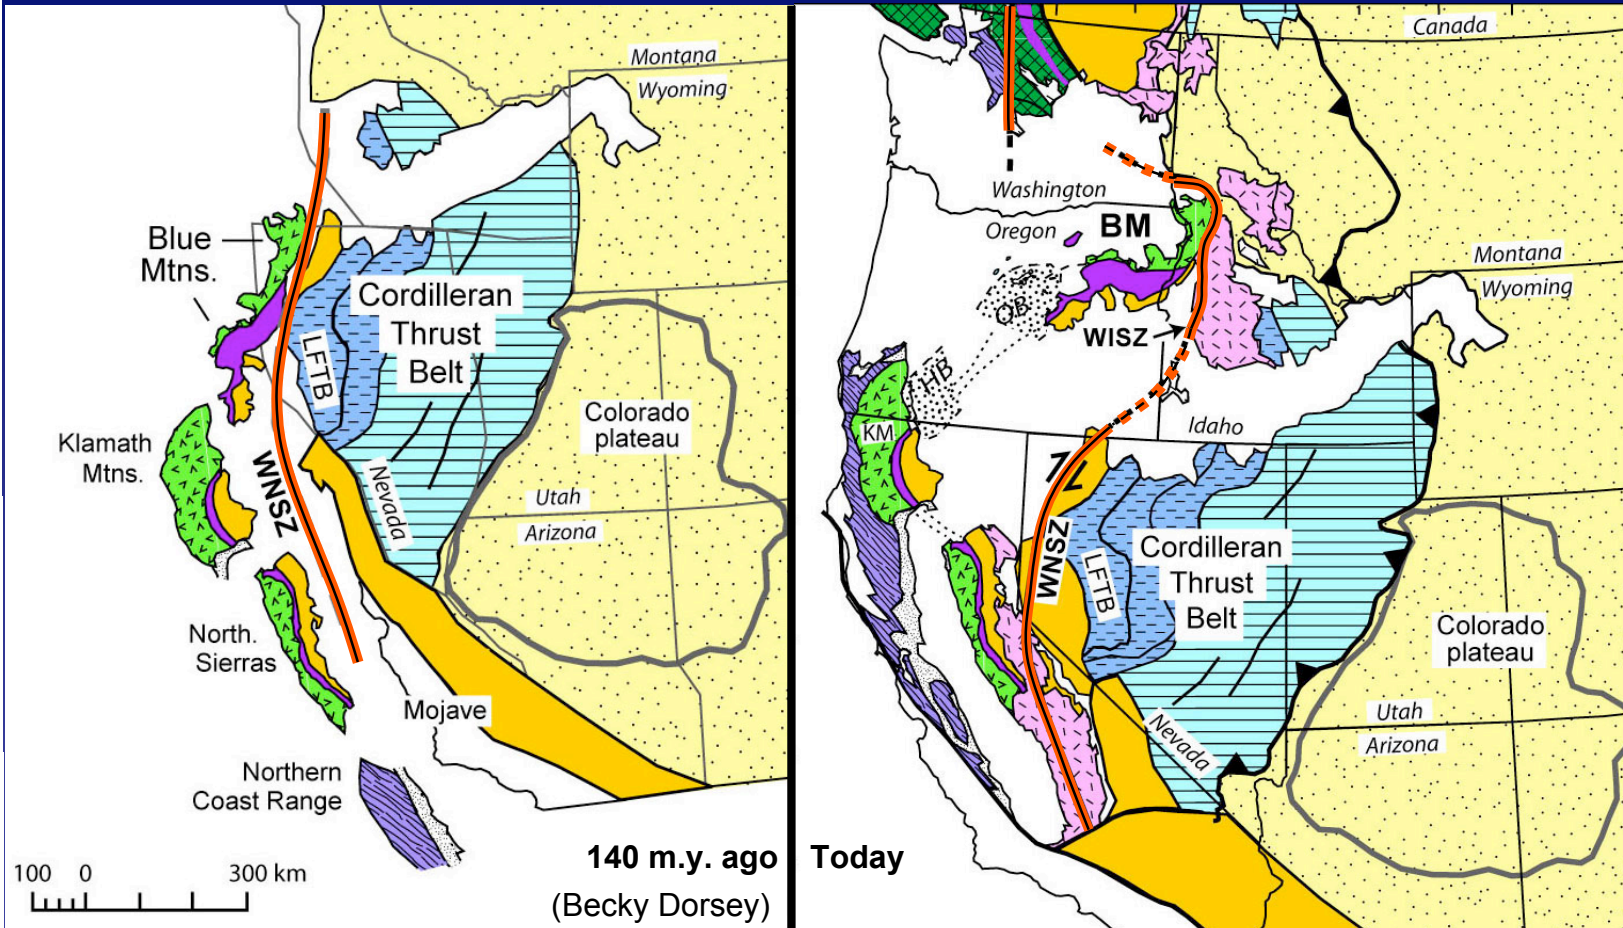 Montana
Wyoming
Blue
Mtns.
Cordilleran
Thrust
Belt
LFTB
Colorado
plateau
Klamath
Mtns.
WNSZ
Nevada
Utah
Arizona
North.
Sierras
Mojave
Northern
Coast Range
140 m.y. ago
(Becky Dorsey)
100 0 300 km
Canada
Washington
Oregon
BM
Montana
Wyoming
OB
WISZ
HB
KM
Idaho
WNSZ
LFTB
Cordilleran
Thrust
Belt
Colorado
plateau
Utah
Arizona
Nevada
Today